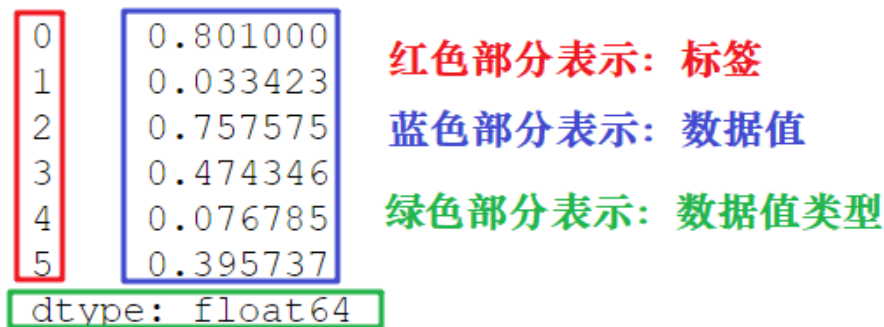 0 0.801000
1 0.033423
2 0.757575
3 0.474346
4 0.076785
5 0.395737
dtype: float64
红色部分表示：标签
蓝色部分表示：数据值
绿色部分表示：数据值类型